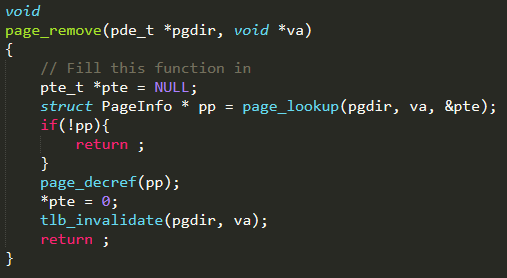 void
page_remove(pde_t *pgdir, void *va)
{
    // Fill this function in
    pte_t *pte = NULL;
    struct PageInfo * pp = page_lookup(pgdir, va, &pte);
    if(!pp){
        return ;
    }
    page_decref(pp);
    *pte = 0;
    tlb_invalidate(pgdir, va);
    return ;
}